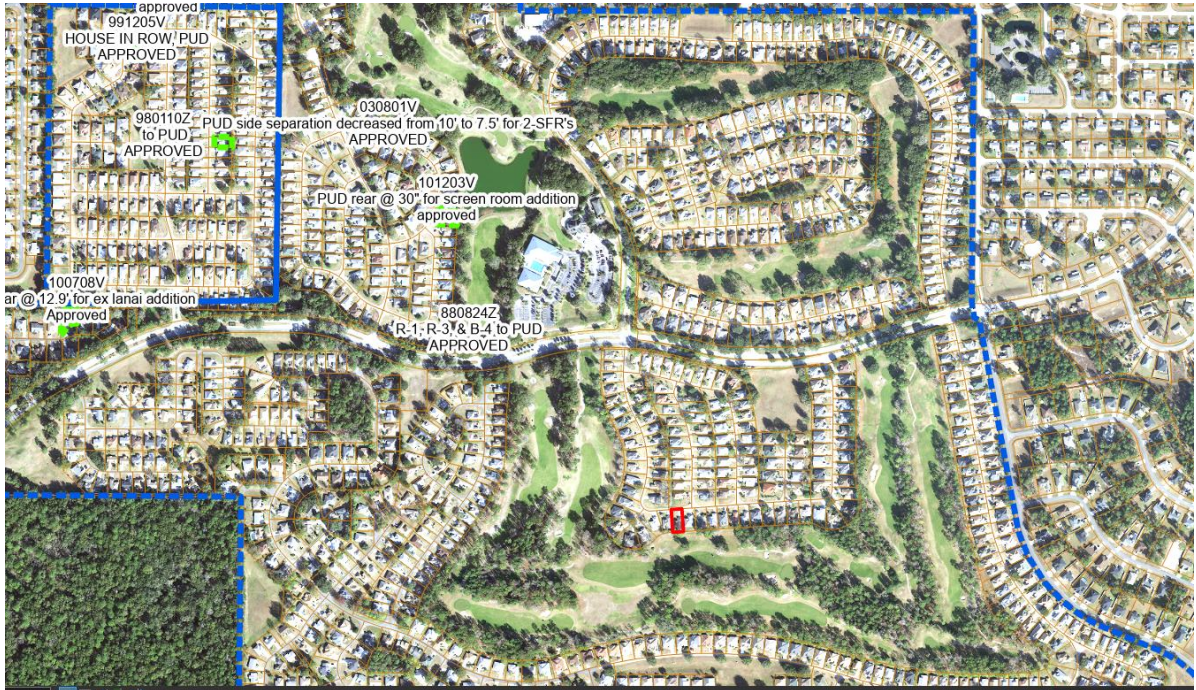 approved
991205V
HOUSE IN ROW, PUD
APPROVED
980110Z
to PUD
APPROVED
030801V
PUD side separation decreased from 10' to 7.5' for 2-SFR's
APPROVED
101203V
PUD rear @ 30" for screen room addition
approved
100708V
ar @ 12.9' for ex lanai addition
Approved
880824Z
R-1, R-3, & B-4 to PUD
APPROVED